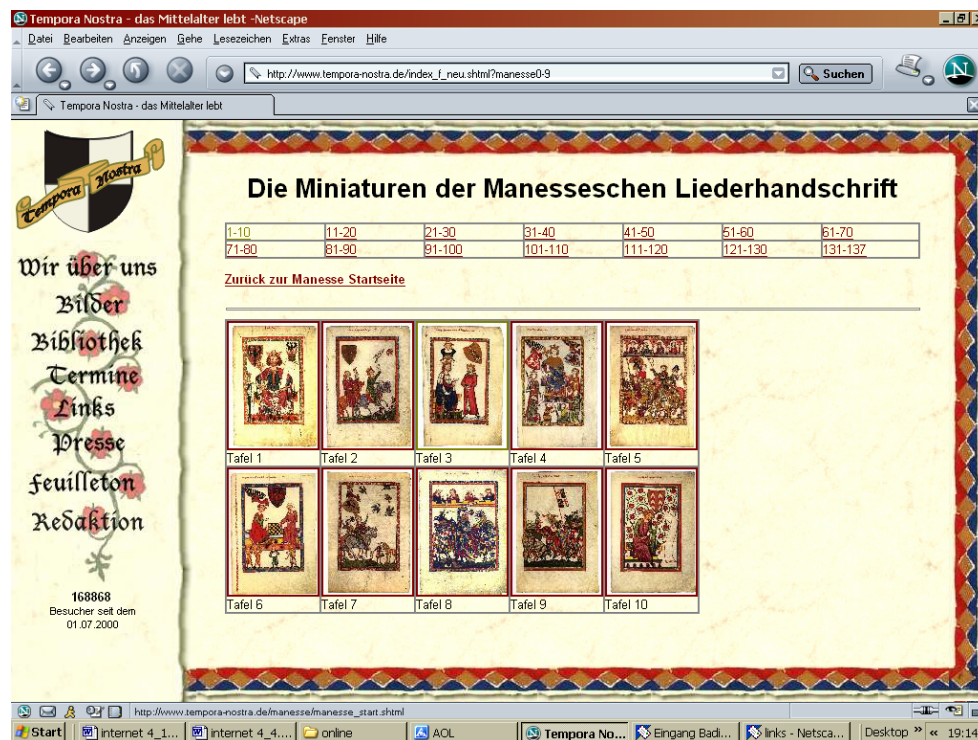 Tempora Nostra - das Mittelalter lebt -Netscape
Datei Bearbeiten Anzeigen Gehe Lesezeichen Extras Fenster Hilfe
http://www.tempora-nostra.de/index_f_neu.shtml?manesse0-9
Suchen
N
Tempora Nostra - das Mittelalter lebt
Tempora Nostra
Wir über uns
Bilder
Bibliothek
Termine
Links
Presse
Feuilleton
Redaktion
168868
Besucher seit dem
01.07.2000
Die Miniaturen der Manesseschen Liederhandschrift
1-10 11-20 21-30 31-40 41-50 51-60 61-70
71-80 81-90 91-100 101-110 111-120 121-130 131-137
Zurück zur Manesse Startseite
Tafel 1 Tafel 2 Tafel 3 Tafel 4 Tafel 5
Tafel 6 Tafel 7 Tafel 8 Tafel 9 Tafel 10
http://www.tempora-nostra.de/manesse/manesse_start.shtml
Start internet 4_1... internet 4_4.... online AOL Tempora No... Eingang Badi... links - Netsca... Desktop » « 19:14